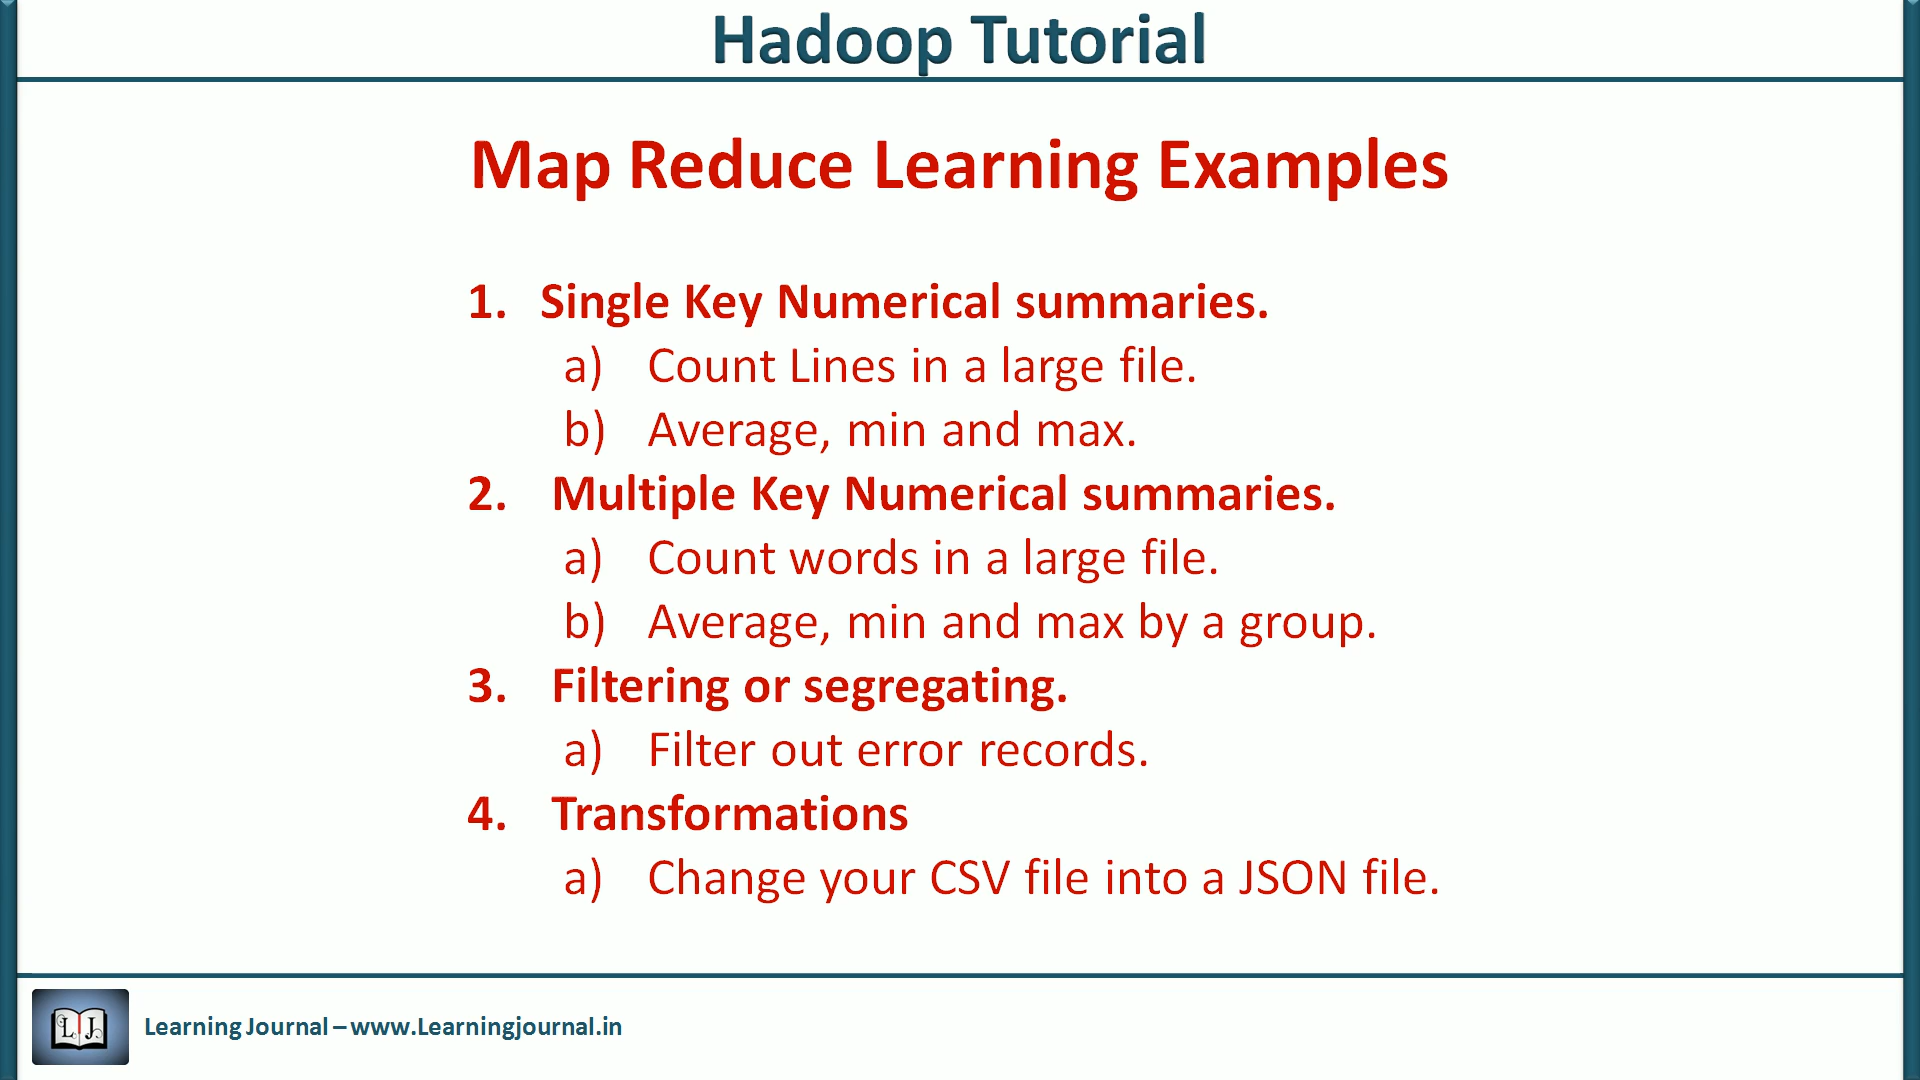 Hadoop Tutorial
Map Reduce Learning Examples
1. Single Key Numerical summaries.
a) Count Lines in a large file.
b) Average, min and max.
2. Multiple Key Numerical summaries.
a) Count words in a large file.
b) Average, min and max by a group.
3. Filtering or segregating.
a) Filter out error records.
4. Transformations
a) Change your CSV file into a JSON file.
L J
Learning Journal – www.Learningjournal.in